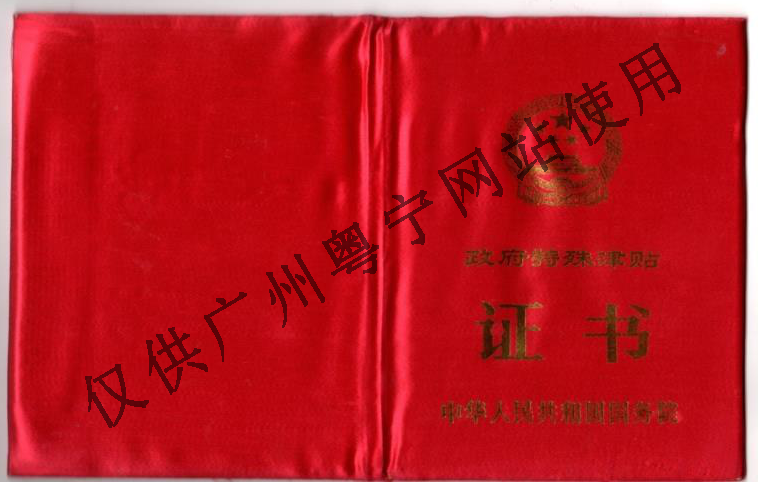 政府特殊津贴
证书
中华人民共和国国务院
仅供广州粤宁网站使用